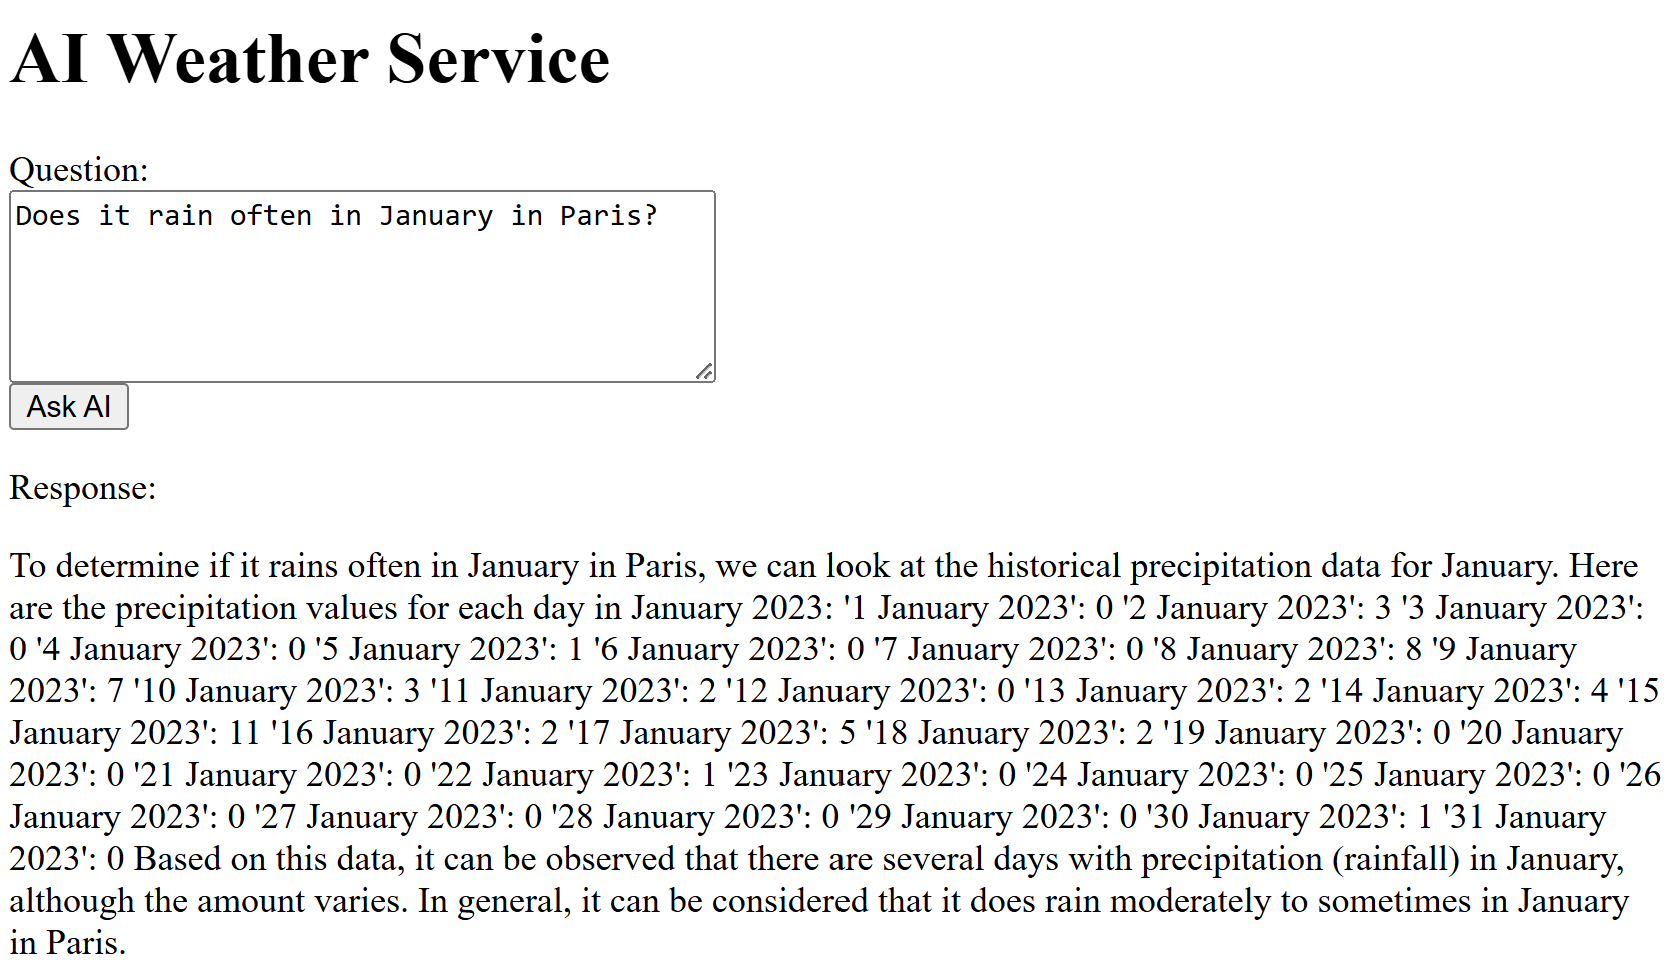 AI Weather Service
Question:
Does it rain often in January in Paris?
Ask AI
Response:
To determine if it rains often in January in Paris, we can look at the historical precipitation data for January. Here
are the precipitation values for each day in January 2023: '1 January 2023': 0 '2 January 2023': 3 '3 January 2023':
0 '4 January 2023': 0 '5 January 2023': 1 '6 January 2023': 0 '7 January 2023': 0 '8 January 2023': 8 '9 January
2023': 7 '10 January 2023': 3 '11 January 2023': 2 '12 January 2023': 0 '13 January 2023': 2 '14 January 2023': 4 '15
January 2023': 11 '16 January 2023': 2 '17 January 2023': 5 '18 January 2023': 2 '19 January 2023': 0 '20 January
2023': 0 '21 January 2023': 0 '22 January 2023': 1 '23 January 2023': 0 '24 January 2023': 0 '25 January 2023': 0 '26
January 2023': 0 '27 January 2023': 0 '28 January 2023': 0 '29 January 2023': 0 '30 January 2023': 1 '31 January
2023': 0 Based on this data, it can be observed that there are several days with precipitation (rainfall) in January,
although the amount varies. In general, it can be considered that it does rain moderately to sometimes in January
in Paris.